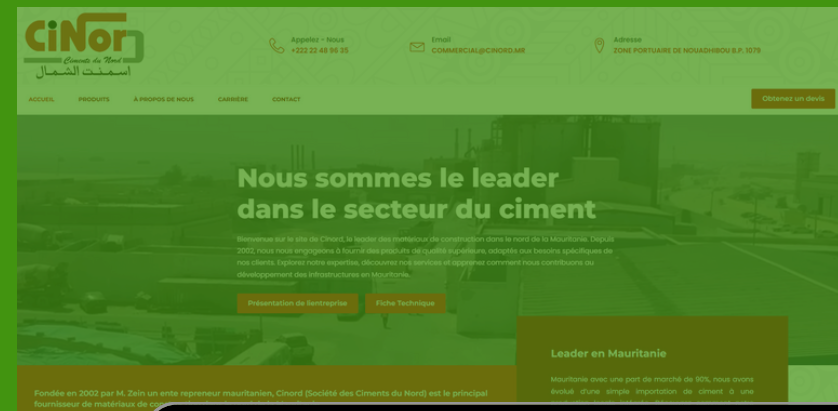 CiNor
Ciments du Nord
اسمنت الشمال
Appelez - Nous
+222 22 48 96 35
Email
COMMERCIAL@CINORD.MR
Adresse
ZONE PORTUAIRE DE NOUADHIBOU B.P. 1079
ACCUEIL PRODUITS À PROPOS DE NOUS CARRIÈRE CONTACT
Obtenez un devis
Nous sommes le leader
dans le secteur du ciment
Bienvenue sur le site de Cinord, le leader des matériaux de construction dans le nord de la Mauritanie. Depuis
2002, nous nous engageons à fourné des produits de qualité supérieure, adaptés aux besoins spécifiques de
nos clients. Explorez notre expertise, découvrez nos services et apprenez comment nous contribuons au
développement des infrastructures en Mauritanie.
Présentation de lientreprise Fiche Technique
Leader en Mauritanie
Mauritanie avec une part de marché de 90%, nous avons
évolué d'une simple importation de ciment à une
Fondée en 2002 par M. Zein un ente repreneur mauritanien, Cinord (Société des Ciments du Nord) est le principal
fournisseur de matériaux de